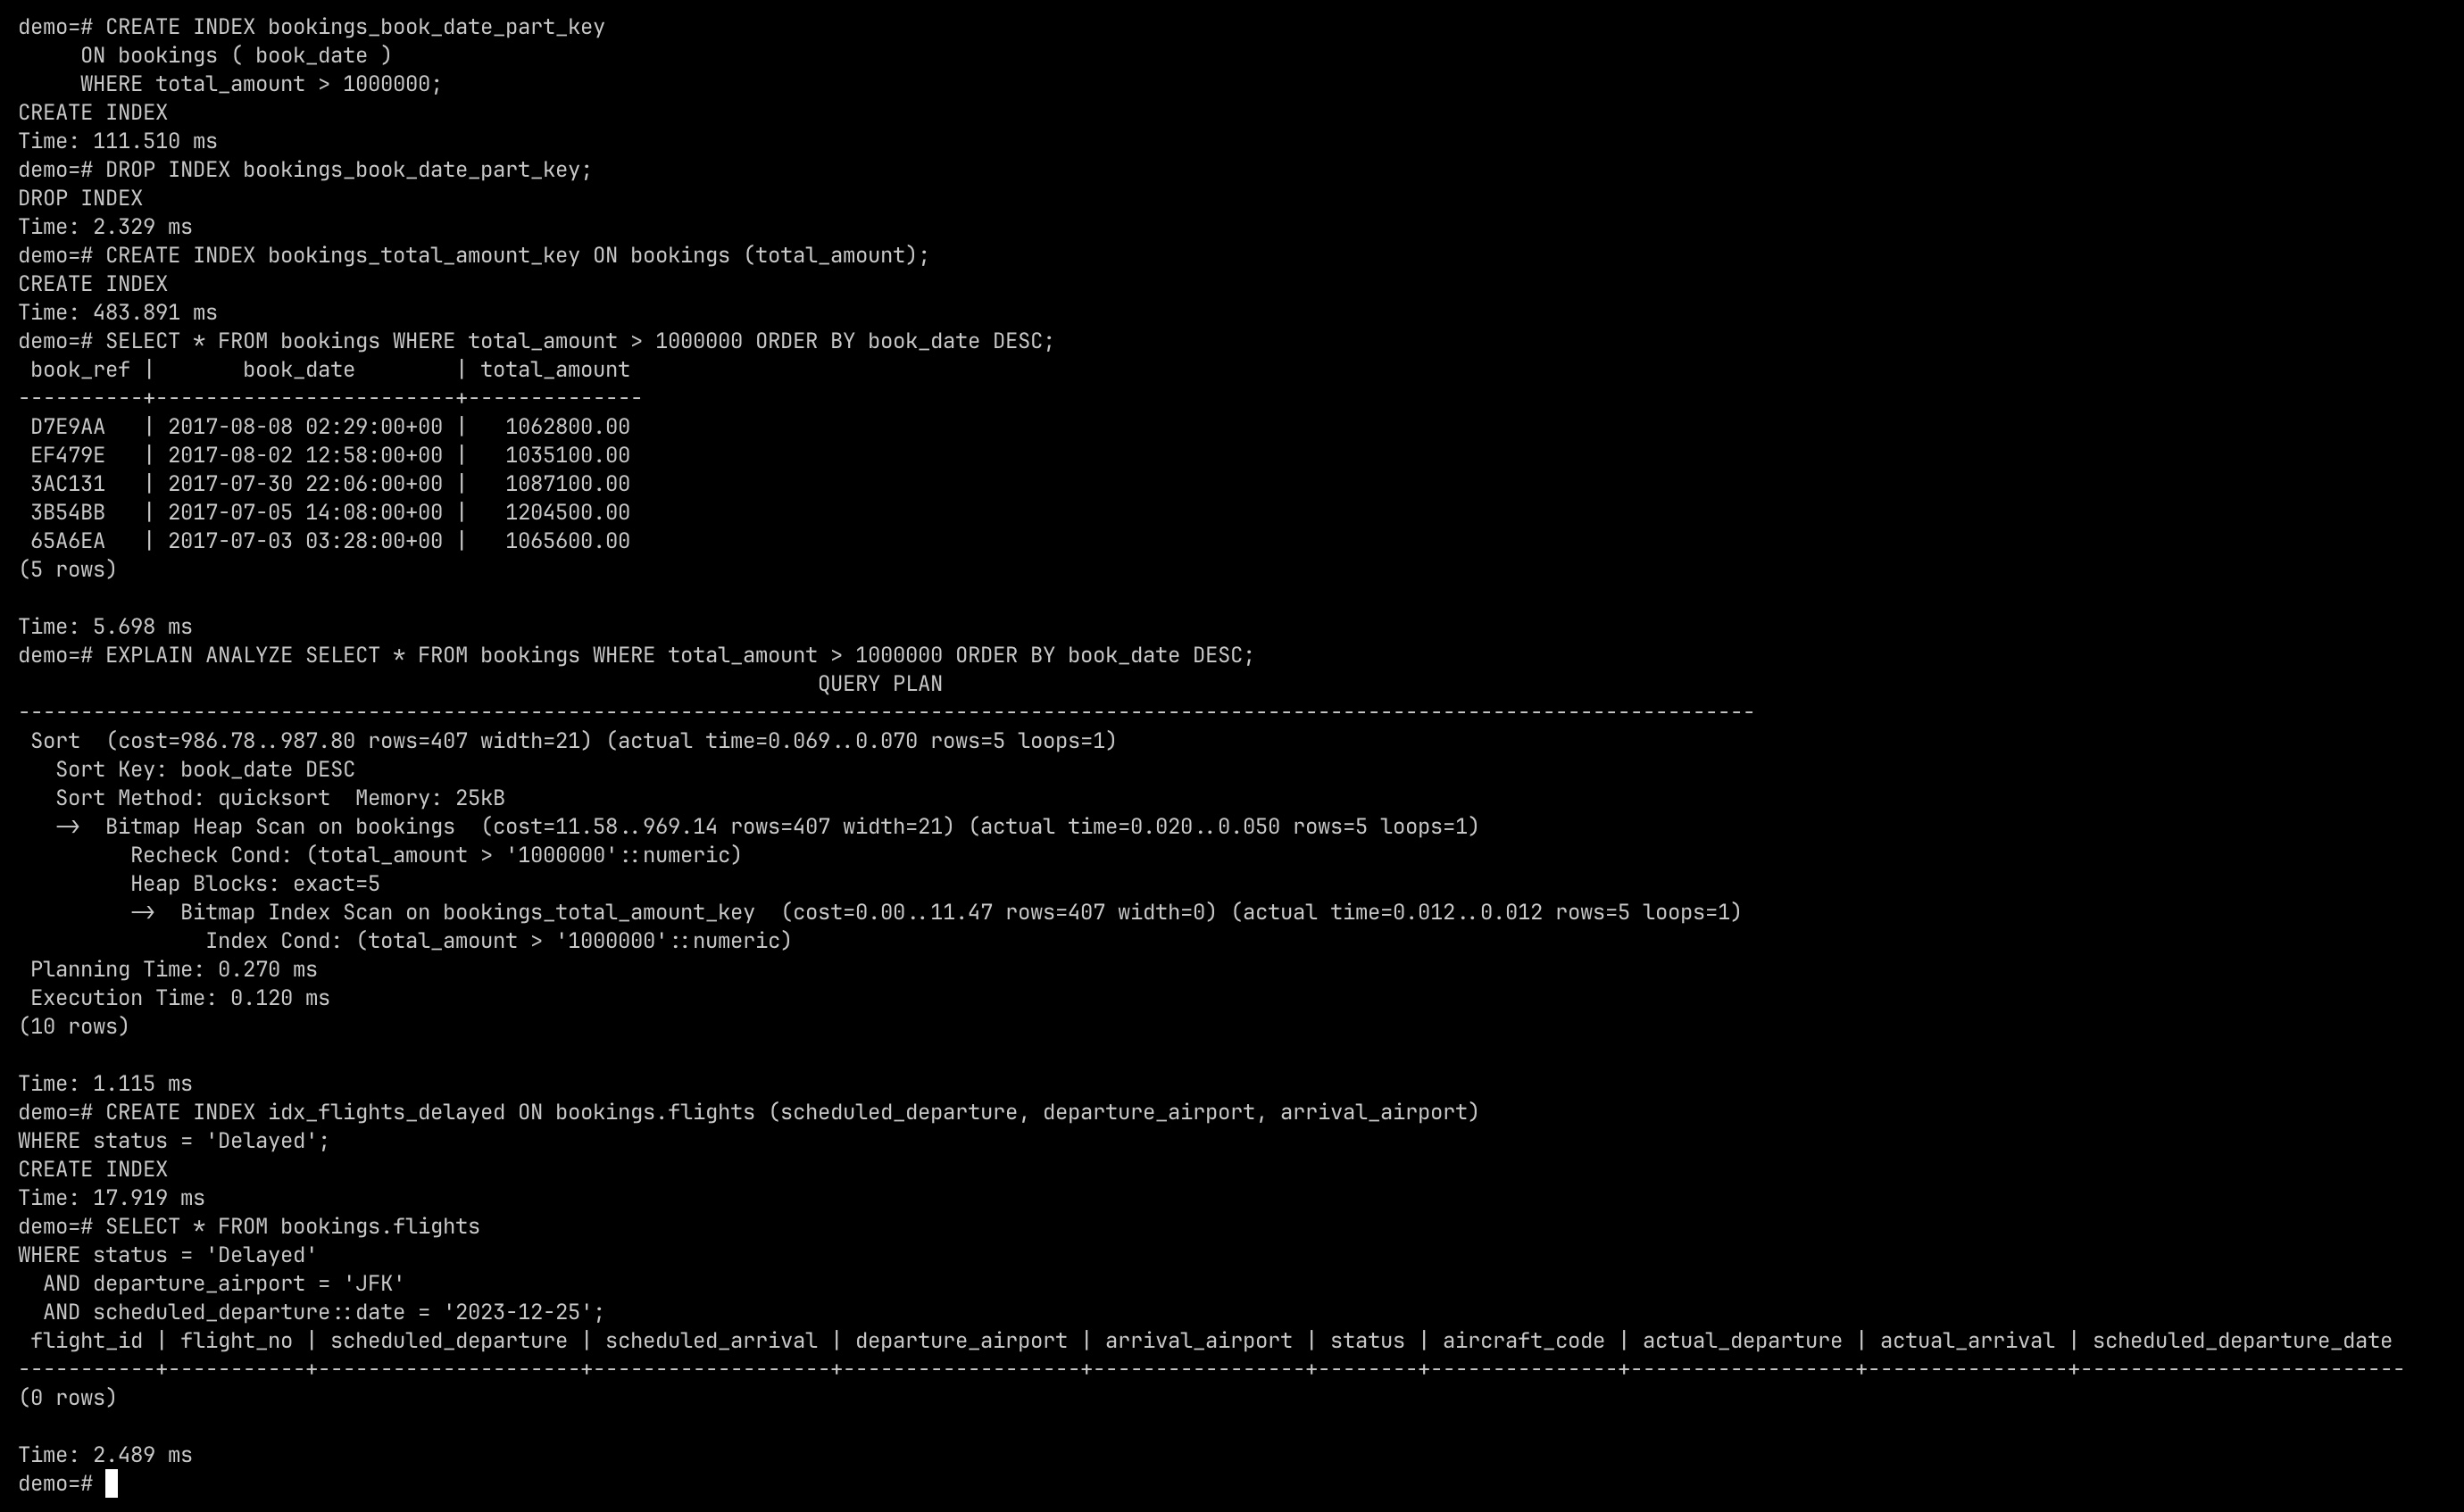 demo=# CREATE INDEX bookings_book_date_part_key
     ON bookings ( book_date )
     WHERE total_amount > 1000000;
CREATE INDEX
Time: 111.510 ms
demo=# DROP INDEX bookings_book_date_part_key;
DROP INDEX
Time: 2.329 ms
demo=# CREATE INDEX bookings_total_amount_key ON bookings (total_amount);
CREATE INDEX
Time: 483.891 ms
demo=# SELECT * FROM bookings WHERE total_amount > 1000000 ORDER BY book_date DESC;
 book_ref |       book_date        | total_amount
----------+------------------------+--------------
 D7E9AA   | 2017-08-08 02:29:00+00 |   1062800.00
 EF479E   | 2017-08-02 12:58:00+00 |   1035100.00
 3AC131   | 2017-07-30 22:06:00+00 |   1087100.00
 3B54BB   | 2017-07-05 14:08:00+00 |   1204500.00
 65A6EA   | 2017-07-03 03:28:00+00 |   1065600.00
(5 rows)

Time: 5.698 ms
demo=# EXPLAIN ANALYZE SELECT * FROM bookings WHERE total_amount > 1000000 ORDER BY book_date DESC;
                                                                QUERY PLAN
-------------------------------------------------------------------------------------------------------------------------------------------
 Sort  (cost=986.78..987.80 rows=407 width=21) (actual time=0.069..0.070 rows=5 loops=1)
   Sort Key: book_date DESC
   Sort Method: quicksort  Memory: 25kB
   ->  Bitmap Heap Scan on bookings  (cost=11.58..969.14 rows=407 width=21) (actual time=0.020..0.050 rows=5 loops=1)
         Recheck Cond: (total_amount > '1000000'::numeric)
         Heap Blocks: exact=5
         ->  Bitmap Index Scan on bookings_total_amount_key  (cost=0.00..11.47 rows=407 width=0) (actual time=0.012..0.012 rows=5 loops=1)
               Index Cond: (total_amount > '1000000'::numeric)
 Planning Time: 0.270 ms
 Execution Time: 0.120 ms
(10 rows)

Time: 1.115 ms
demo=# CREATE INDEX idx_flights_delayed ON bookings.flights (scheduled_departure, departure_airport, arrival_airport)
WHERE status = 'Delayed';
CREATE INDEX
Time: 17.919 ms
demo=# SELECT * FROM bookings.flights
WHERE status = 'Delayed'
  AND departure_airport = 'JFK'
  AND scheduled_departure::date = '2023-12-25';
 flight_id | flight_no | scheduled_departure | scheduled_arrival | departure_airport | arrival_airport | status | aircraft_code | actual_departure | actual_arrival | scheduled_departure_date
-----------+-----------+---------------------+-------------------+-------------------+-----------------+--------+---------------+------------------+----------------+--------------------------
(0 rows)

Time: 2.489 ms
demo=#